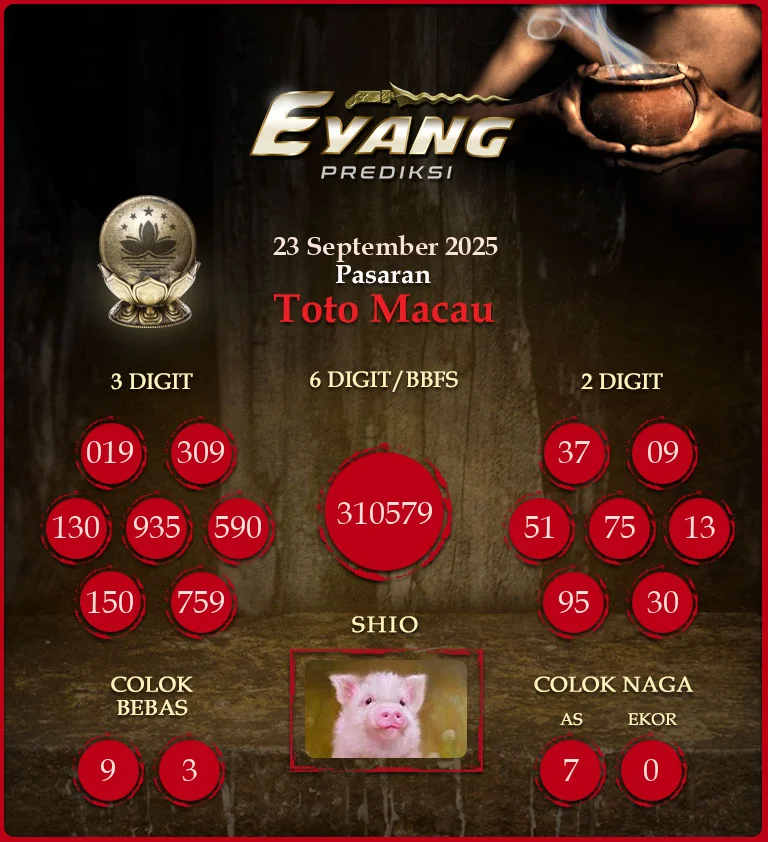 EYANG
PREDIKSI
23 September 2025
Pasaran
Toto Macau
3 DIGIT
019 309
130 935 590
150 759
6 DIGIT/BBFS
310579
2 DIGIT
37 09
51 75 13
95 30
SHIO
COLOK
BEBAS
9 3
COLOK NAGA
AS EKOR
7 0